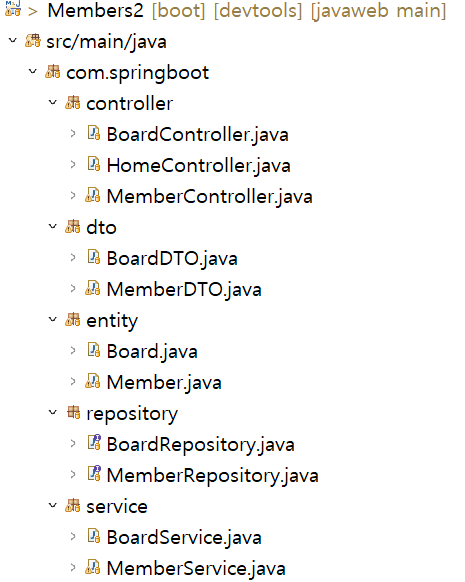 > Members2 [boot] [devtools] [javaweb main]
src/main/java
com.springboot
controller
BoardController.java
HomeController.java
MemberController.java
dto
BoardDTO.java
MemberDTO.java
entity
Board.java
Member.java
repository
BoardRepository.java
MemberRepository.java
service
BoardService.java
MemberService.java